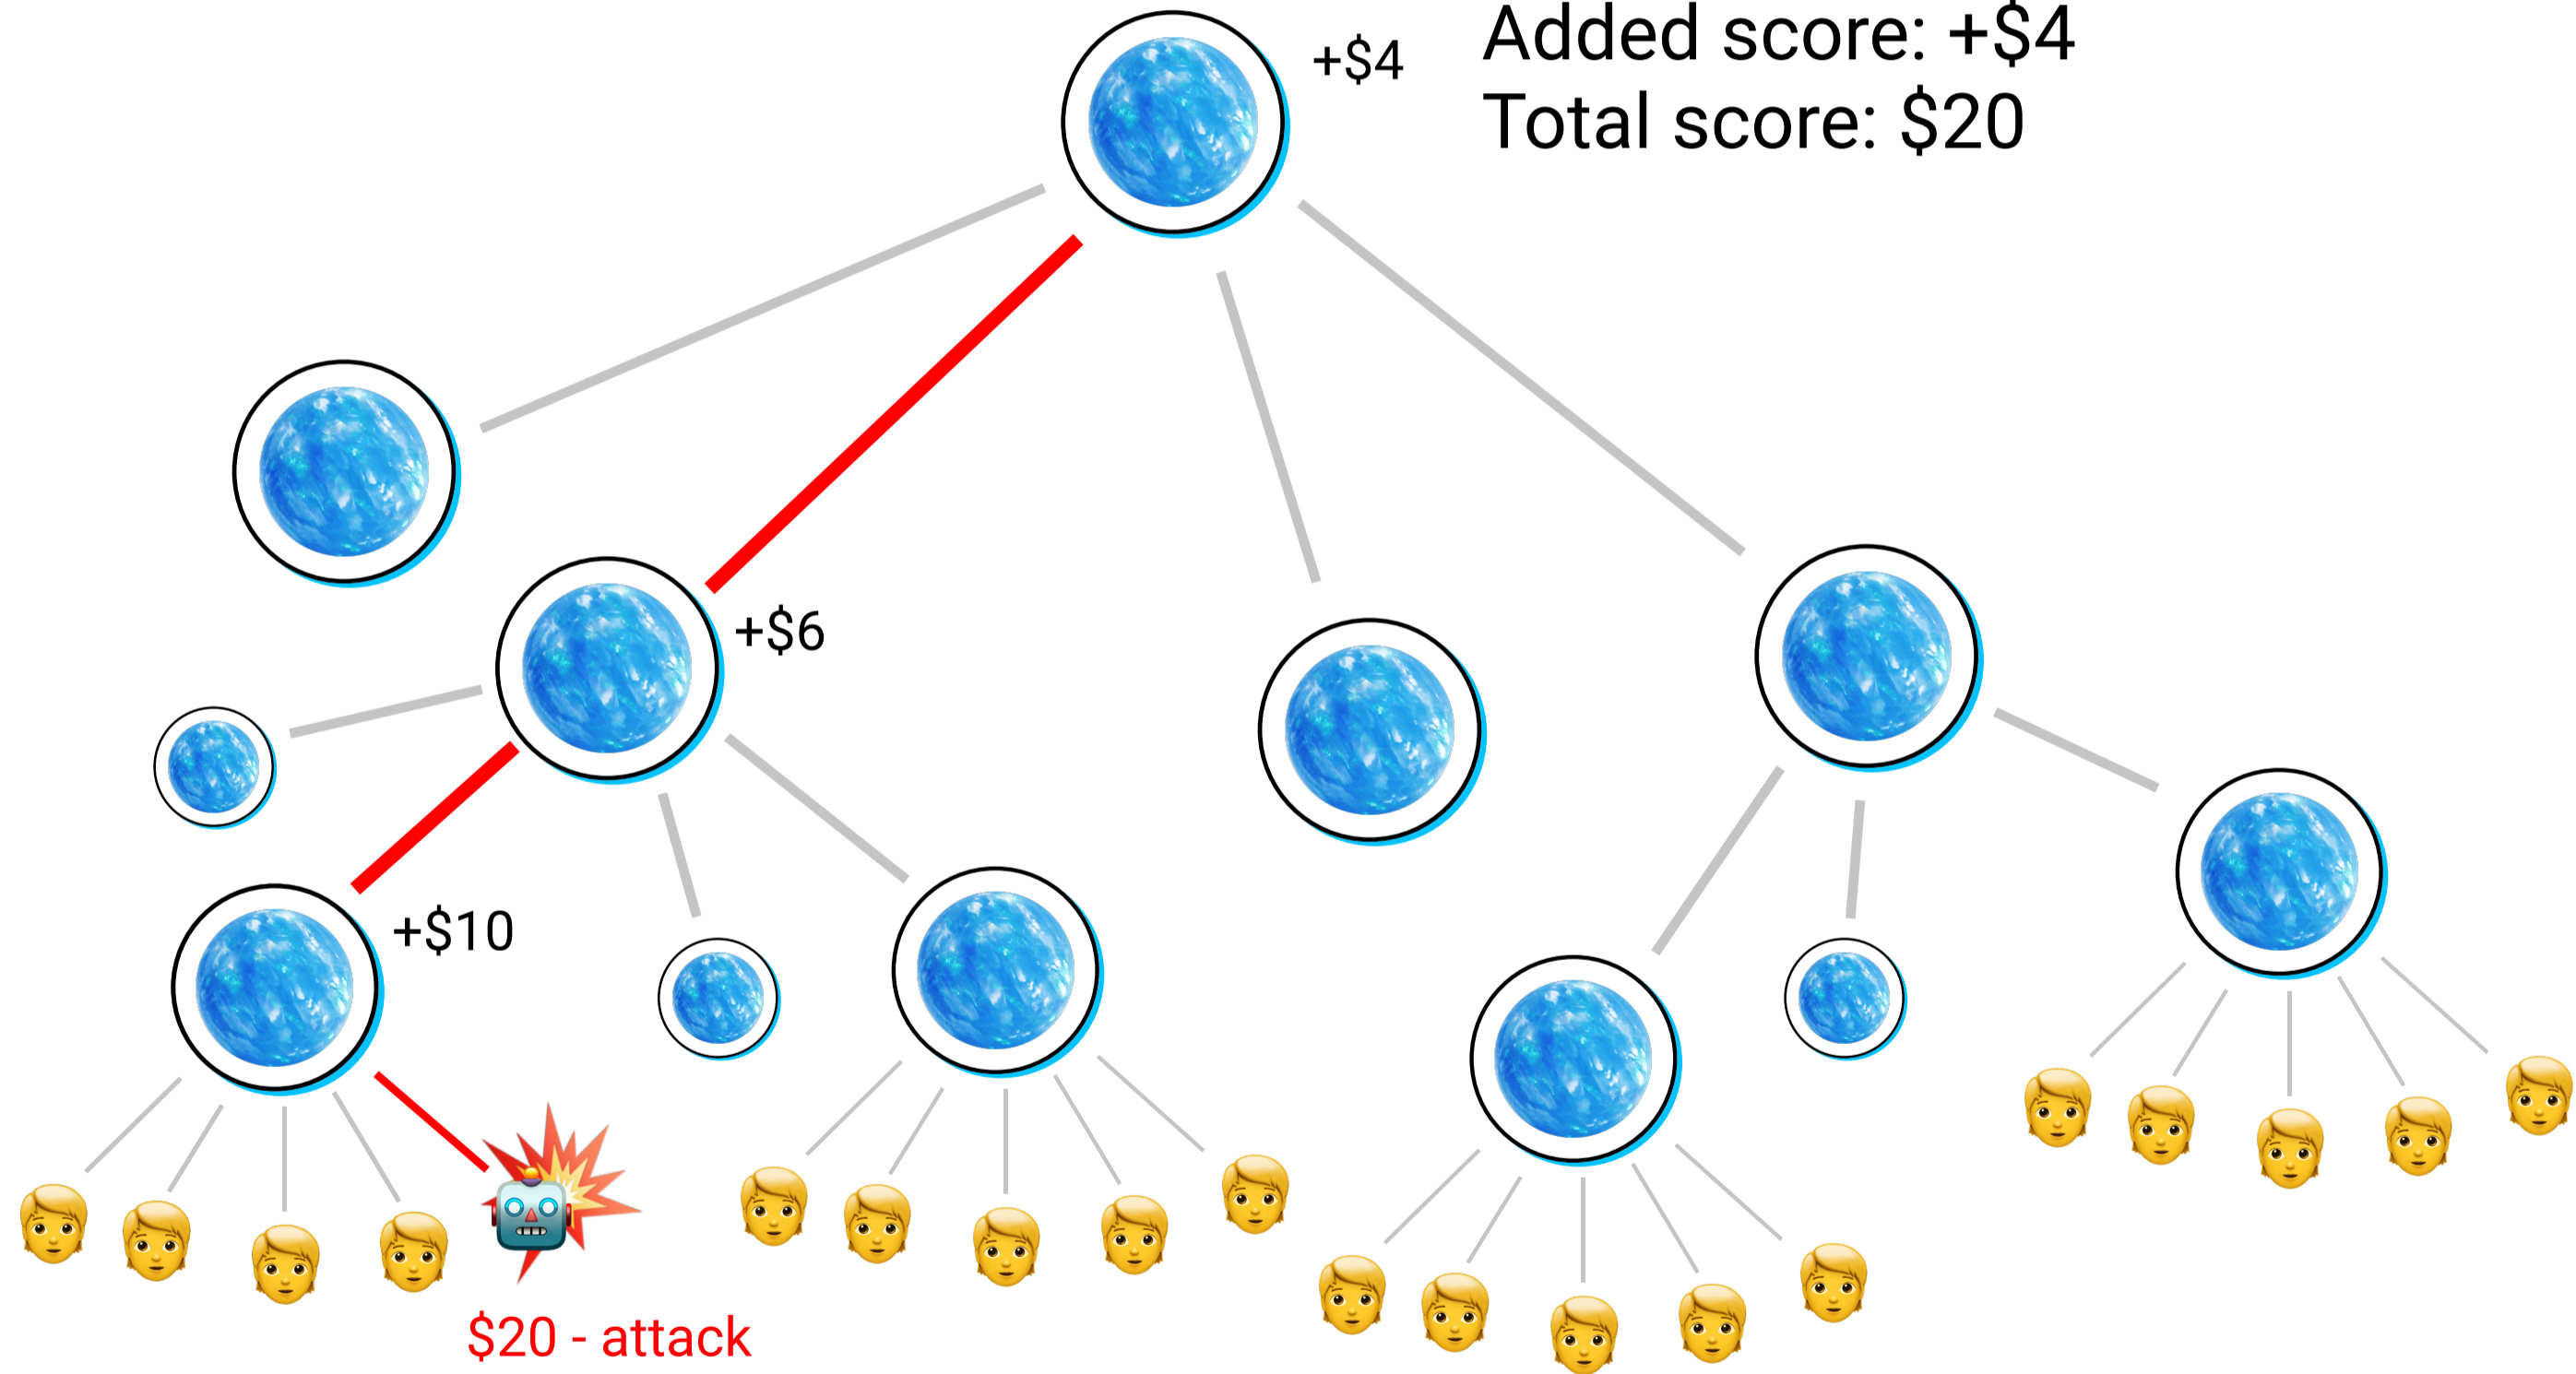 +$4
Added score: +$4
Total score: $20
+$6
+$10
$20 - attack